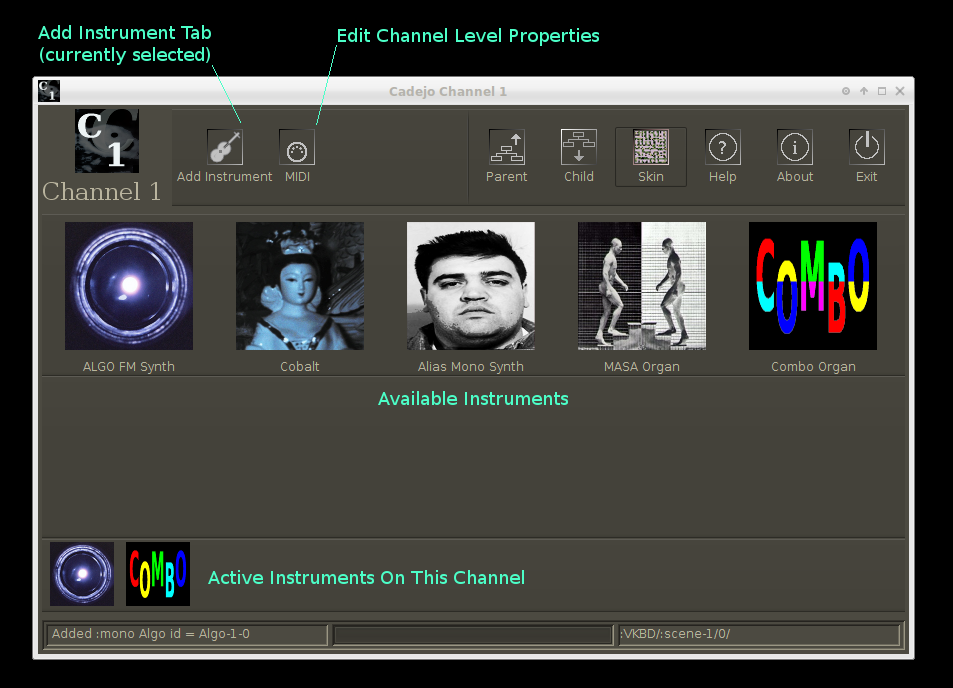 Add Instrument Tab
(currently selected)
Edit Channel Level Properties
C
1
Cadejo Channel 1
C
1
Channel 1
Add Instrument
MIDI
Parent
Child
Skin
Help
About
Exit
ALGO FM Synth
Cobalt
Alias Mono Synth
MASA Organ
COMBO
Combo Organ
Available Instruments
COMBO
Active Instruments On This Channel
Added :mono Algo id = Algo-1-0
:VKBD/:scene-1/0/